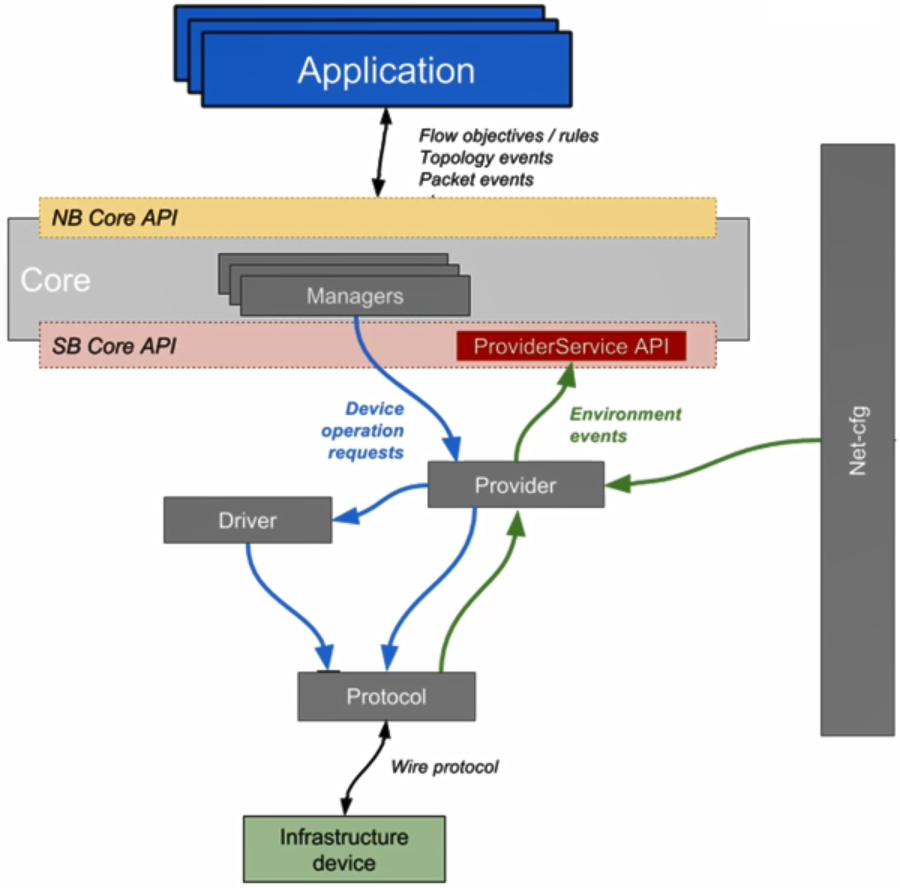 Application
Flow objectives / rules
Topology events
Packet events
NB Core API
Core
Managers
SB Core API
ProviderService API
Device
operation
requests
Environment
events
Net-cfg
Provider
Driver
Protocol
Wire protocol
Infrastructure
device